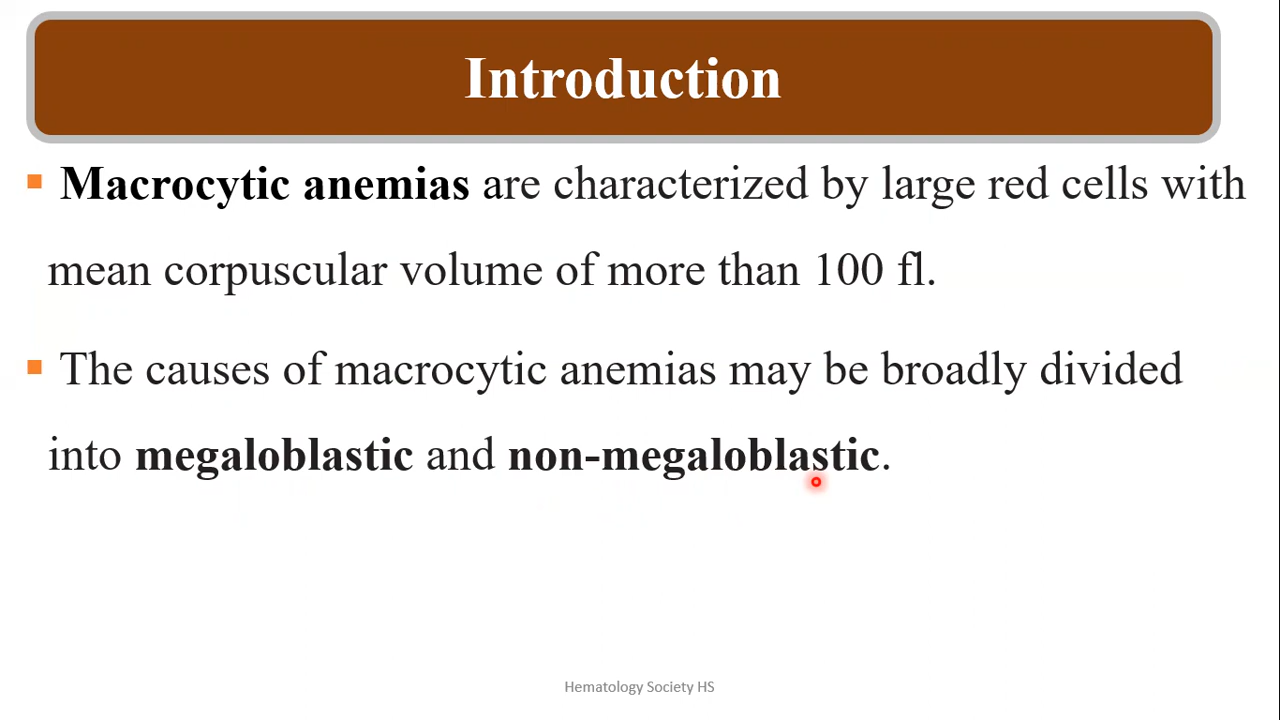 Introduction
Macrocytic anemias are characterized by large red cells with
mean corpuscular volume of more than 100 fl.
The causes of macrocytic anemias may be broadly divided
into megaloblastic and non-megaloblastic.
Hematology Society HS